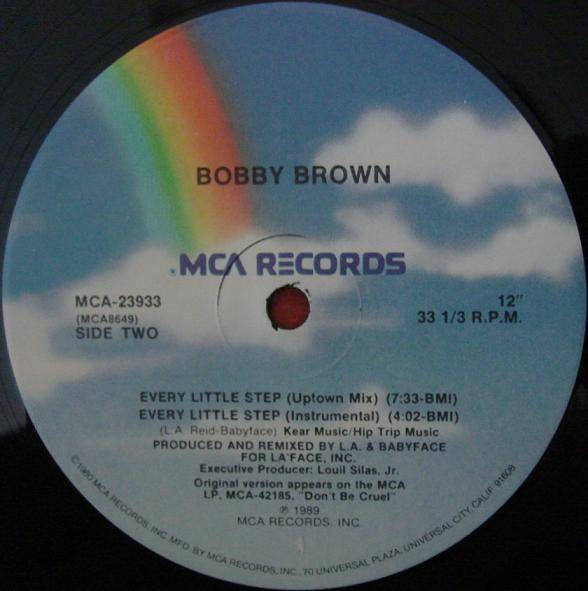 BOBBY BROWN
MCA RECORDS
MCA-23933
(MCA8649)
SIDE TWO
12"
33 1/3 R.P.M.
EVERY LITTLE STEP (Uptown Mix) (7:33-BMI)
EVERY LITTLE STEP (Instrumental) (4:02-BMI)
(L.A. Reid-Babyface) Kear Music/Hip Trip Music
PRODUCED AND REMIXED BY L.A. & BABYFACE
FOR LA'FACE, INC.
Executive Producer: Louil Silas, Jr.
Original version appears on the MCA
LP, MCA-42185, "Don't Be Cruel"
℗ 1989
MCA RECORDS, INC.
©1980 MCA RECORDS, INC. MFD. BY MCA RECORDS, INC., 70 UNIVERSAL PLAZA, UNIVERSAL CITY, CALIF. 91608